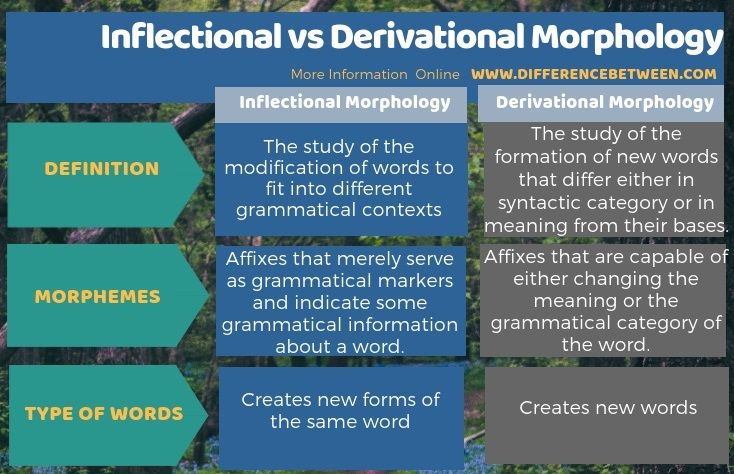 Inflectional vs Derivational Morphology
More Information Online WWW.DIFFERENCEBETWEEN.COM
Inflectional Morphology
Derivational Morphology
DEFINITION
The study of the
modification of words to
fit into different
grammatical contexts
The study of the
formation of new words
that differ either in
syntactic category or in
meaning from their bases.
MORPHEMES
Affixes that merely serve
as grammatical markers
and indicate some
grammatical information
about a word.
Affixes that are capable of
either changing the
meaning or the
grammatical category of
the word.
TYPE OF WORDS
Creates new forms of
the same word
Creates new words